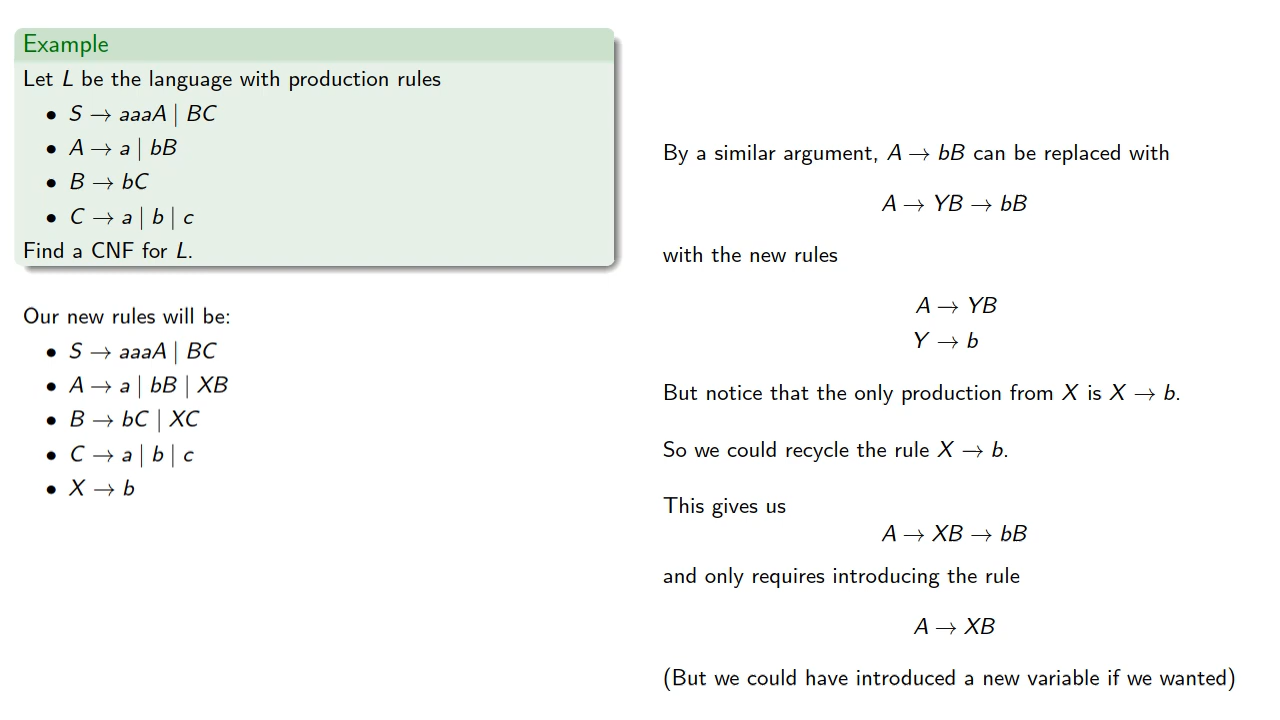 Example
Let L be the language with production rules
• S → aaaA | BC
• A → a | bB
• B → bC
• C → a | b | c
Find a CNF for L.
Our new rules will be:
• S → aaaA | BC
• A → a | bB | XB
• B → bC | XC
• C → a | b | c
• X → b
By a similar argument, A → bB can be replaced with
A → YB → bB
with the new rules
A → YB
Y → b
But notice that the only production from X is X → b.
So we could recycle the rule X → b.
This gives us
A → XB → bB
and only requires introducing the rule
A → XB
(But we could have introduced a new variable if we wanted)